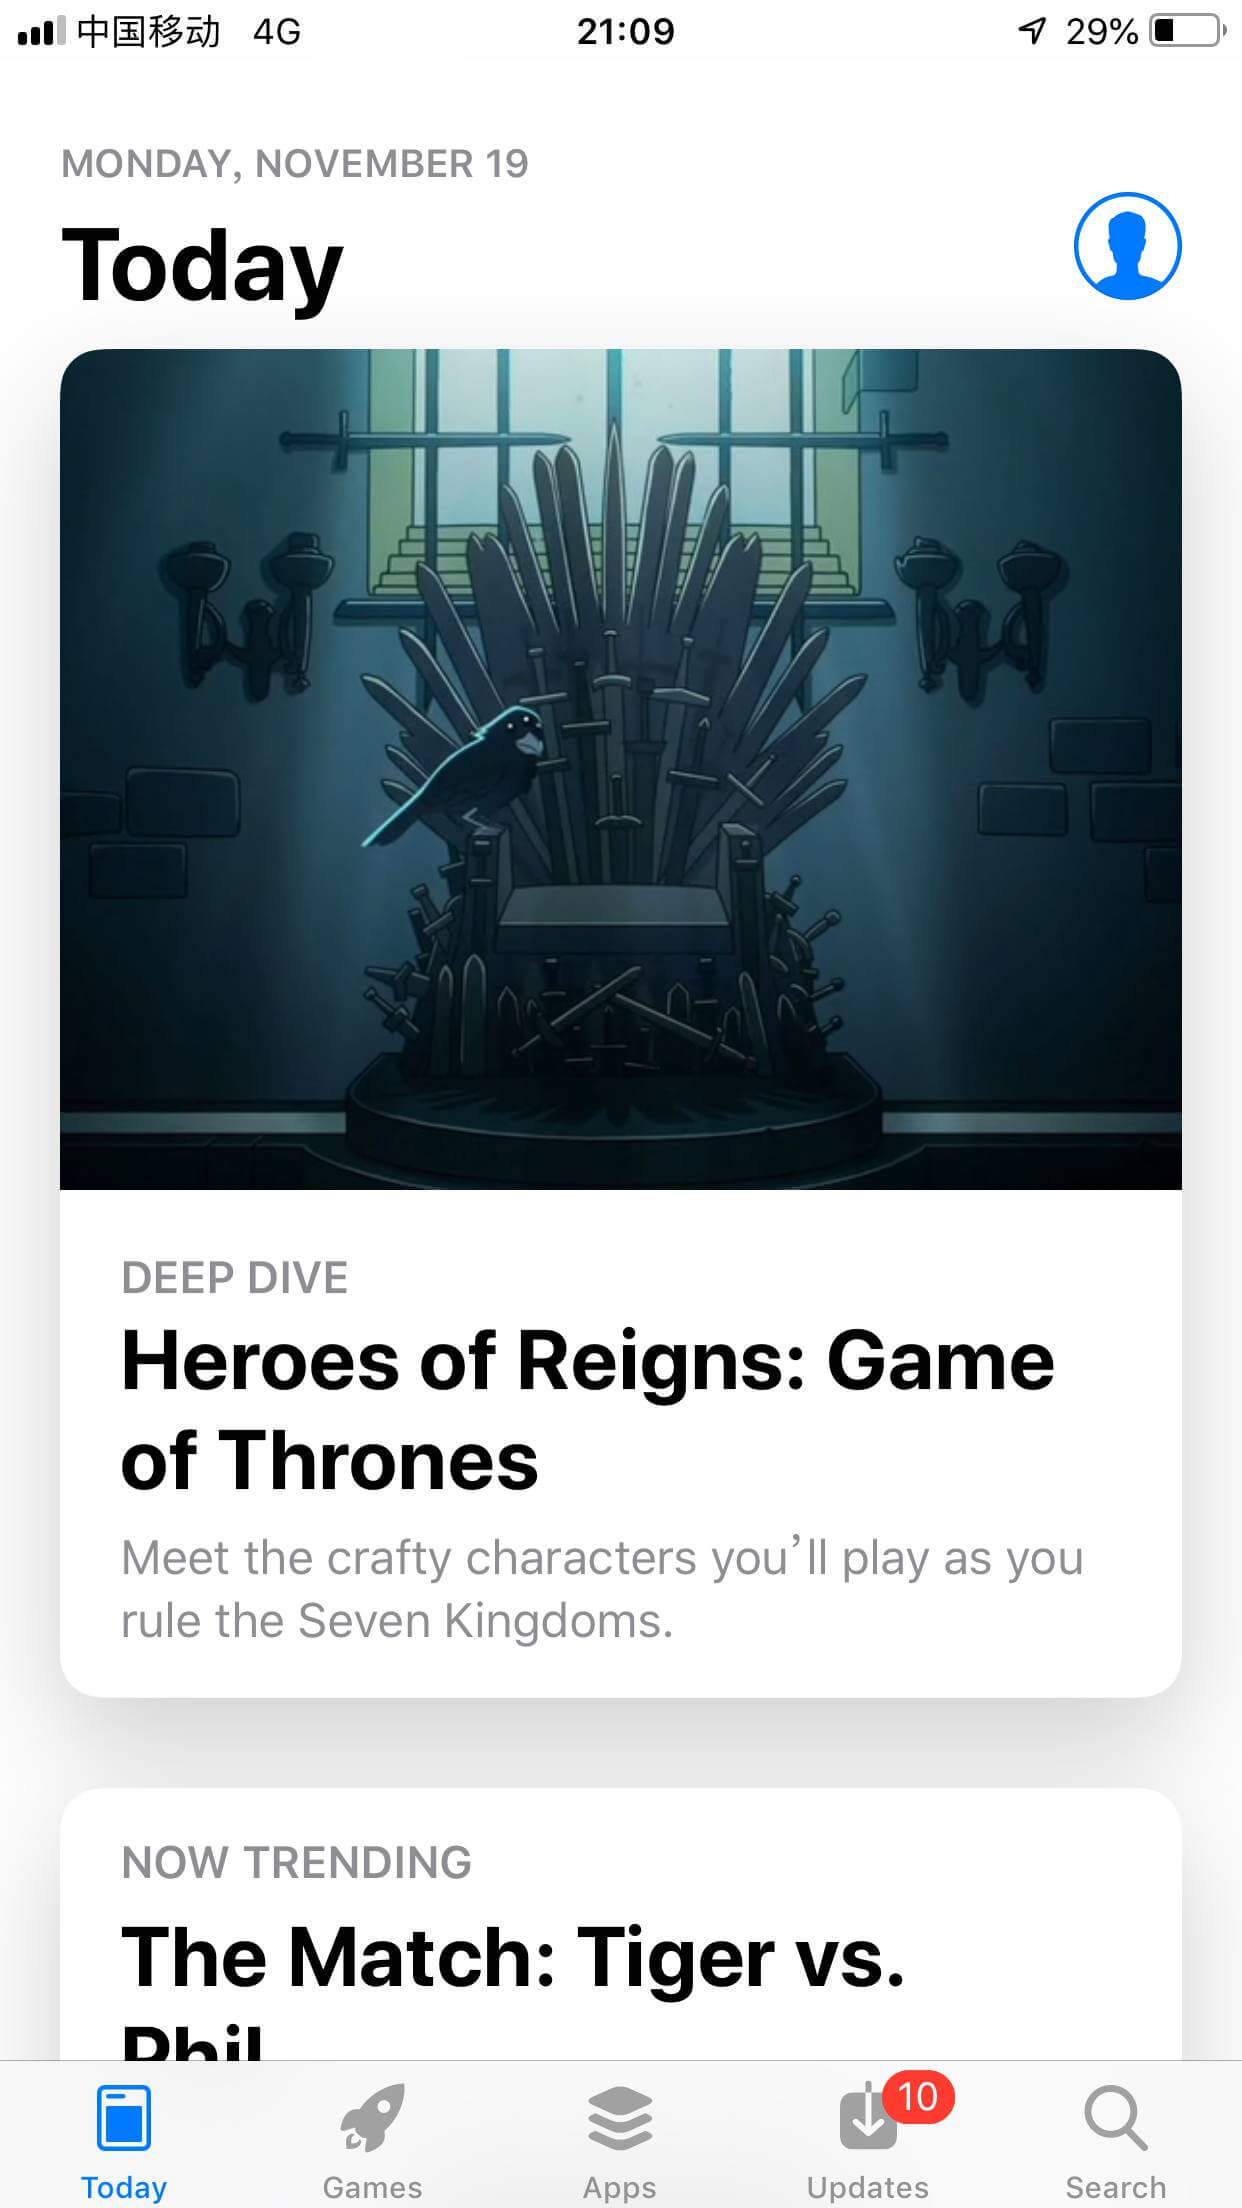 中国移动 4G 21:09 29%
MONDAY, NOVEMBER 19
Today
DEEP DIVE
Heroes of Reigns: Game
of Thrones
Meet the crafty characters you’ll play as you
rule the Seven Kingdoms.
NOW TRENDING
The Match: Tiger vs.
Phil
10
Today Games Apps Updates Search